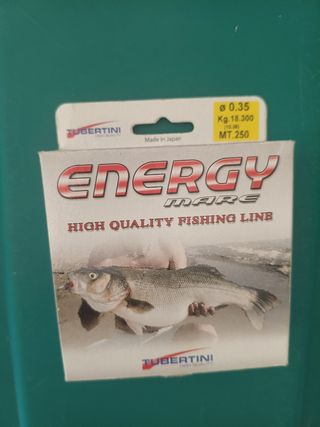 TUBERTINI
Made in Japan
ø 0.35
Kg.18.300
MT.250
ENERGY
MARE
HIGH QUALITY FISHING LINE
TUBERTINI